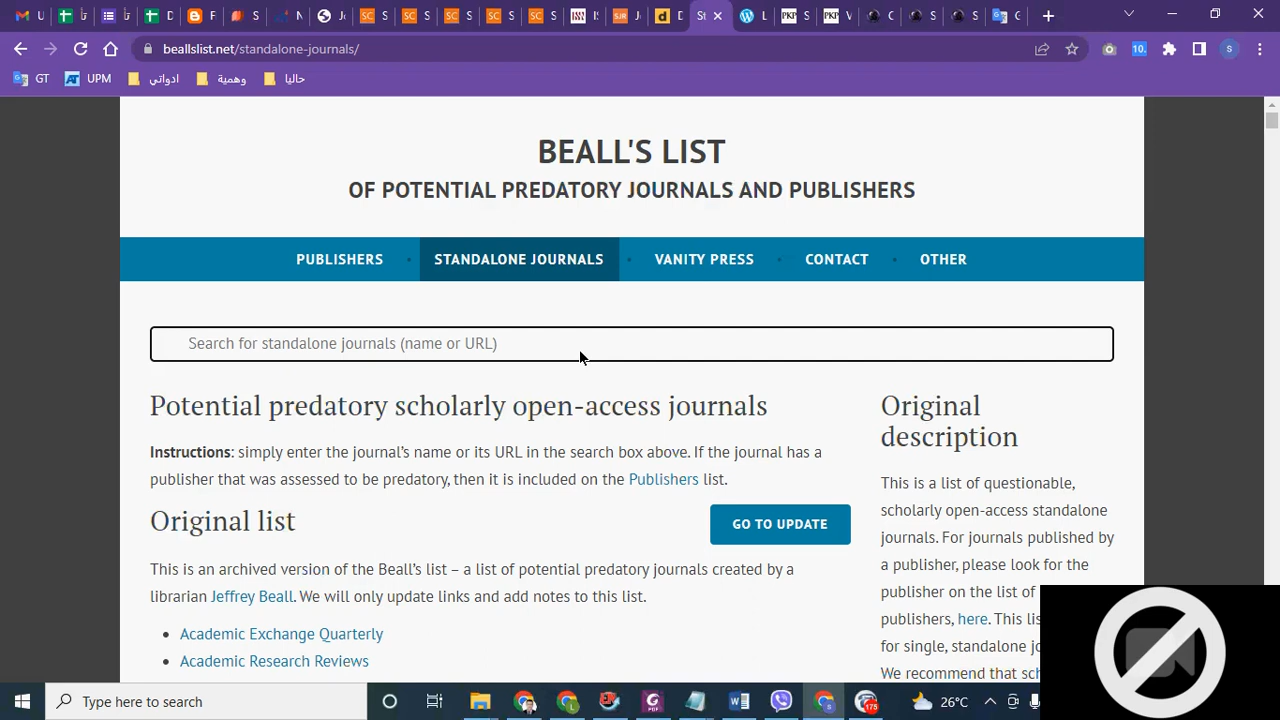 U
ا
ا
D
F
S
N
Jo
S
S
S
S
S
IS
SJR
J
D
St
L
PKP
S
PKP
V
C
S
S
G
beallslist.net/standalone-journals/
10.
S
GT
UPM
ادواتي
وهمية
حاليا
BEALL'S LIST
OF POTENTIAL PREDATORY JOURNALS AND PUBLISHERS
PUBLISHERS
STANDALONE JOURNALS
VANITY PRESS
CONTACT
OTHER
Search for standalone journals (name or URL)
Potential predatory scholarly open-access journals
Instructions: simply enter the journal's name or its URL in the search box above. If the journal has a
publisher that was assessed to be predatory, then it is included on the Publishers list.
Original list
GO TO UPDATE
This is an archived version of the Beall's list – a list of potential predatory journals created by a
librarian Jeffrey Beall. We will only update links and add notes to this list.
Academic Exchange Quarterly
Academic Research Reviews
Original
description
This is a list of questionable,
scholarly open-access standalone
journals. For journals published by
a publisher, please look for the
publisher on the list of
publishers, here. This lis
for single, standalone jo
We recommend that sch
Type here to search
175
26°C